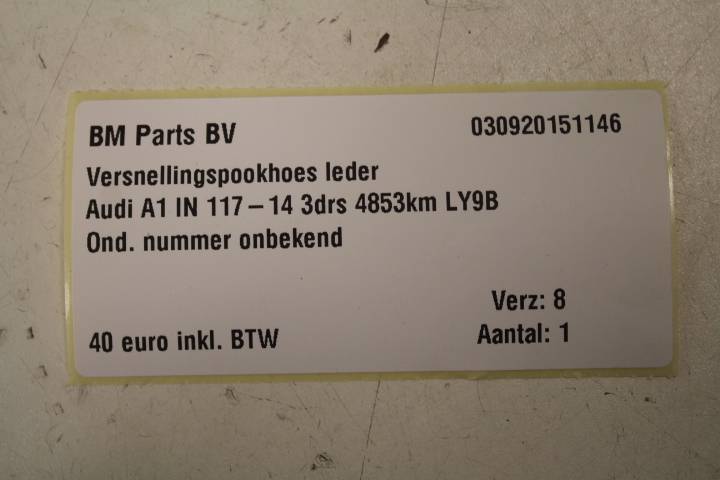 BM Parts BV 030920151146
Versnellingspookhoes leder
Audi A1 IN 117-14 3drs 4853km LY9B
Ond. nummer onbekend
Verz: 8
40 euro inkl. BTW Aantal: 1